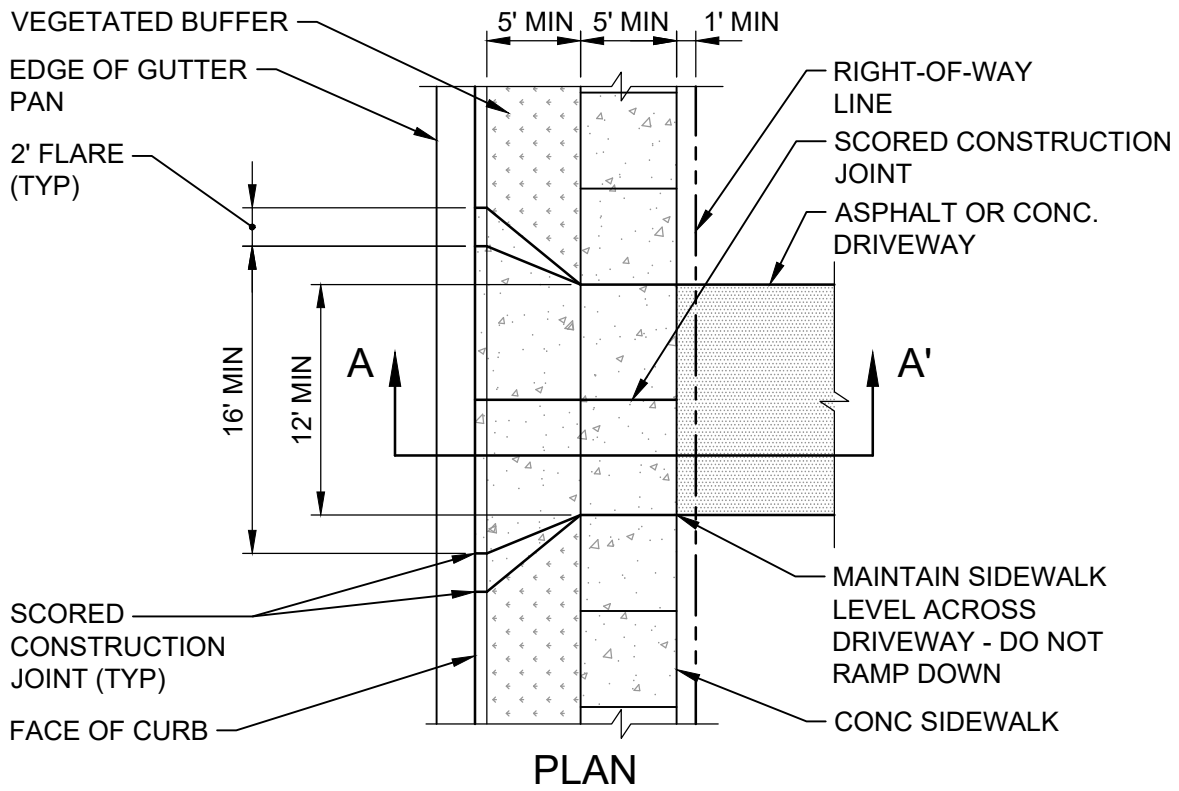 VEGETATED BUFFER
EDGE OF GUTTER
PAN
2' FLARE
(TYP)
5' MIN
5' MIN
1' MIN
RIGHT-OF-WAY
LINE
SCORED CONSTRUCTION
JOINT
ASPHALT OR CONC.
DRIVEWAY
16' MIN
12' MIN
A
A'
SCORED
CONSTRUCTION
JOINT (TYP)
FACE OF CURB
MAINTAIN SIDEWALK
LEVEL ACROSS
DRIVEWAY - DO NOT
RAMP DOWN
CONC SIDEWALK
PLAN